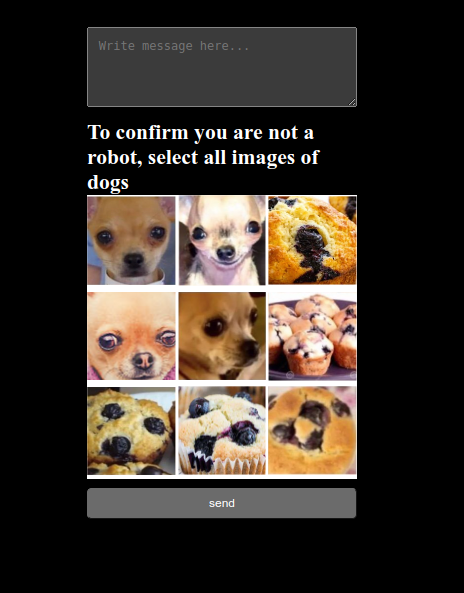 Write message here...
To confirm you are not a
robot, select all images of
dogs
send